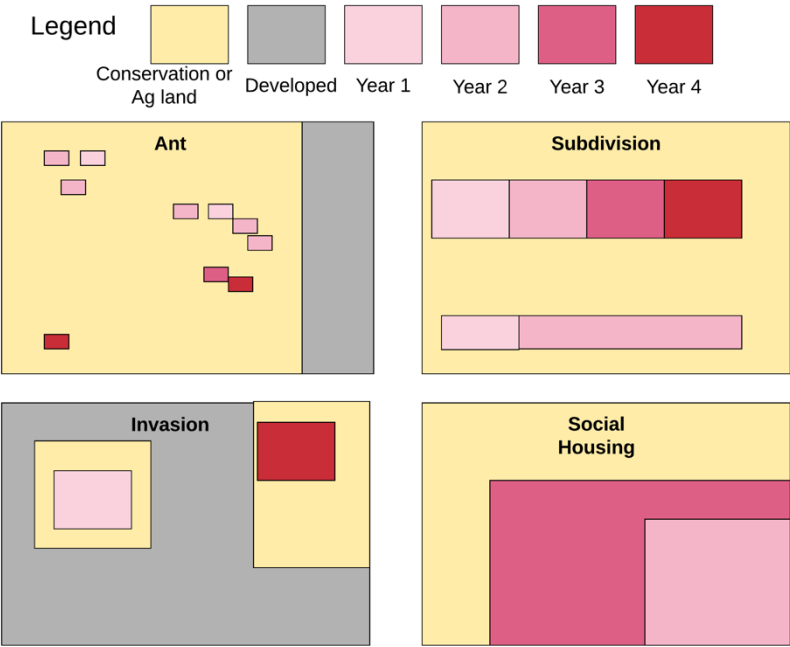 Legend
Conservation or
Ag land
Developed
Year 1
Year 2
Year 3
Year 4
Ant
Subdivision
Invasion
Social
Housing